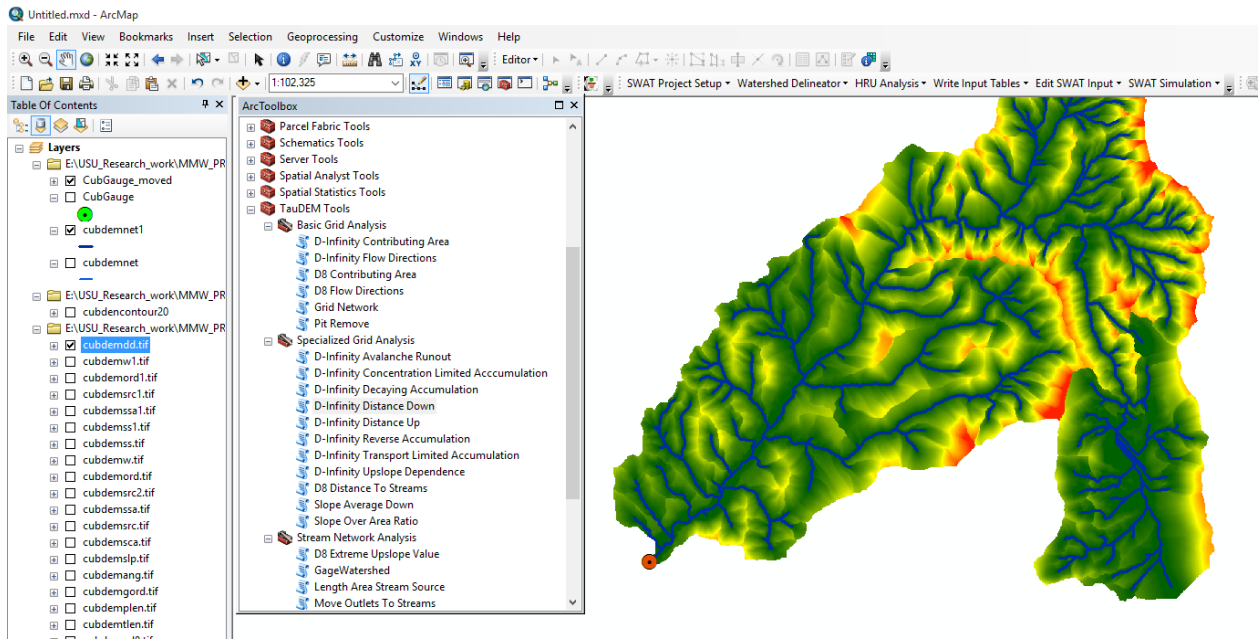 Untitled.mxd - ArcMap
File Edit View Bookmarks Insert Selection Geoprocessing Customize Windows Help
Editor
1:102,325 SWAT Project Setup Watershed Delineator HRU Analysis Write Input Tables Edit SWAT Input SWAT Simulation
Table Of Contents
Layers
E:\USU_Research_work\MMW_PR
CubGauge_moved
CubGauge
cubdemnet1
cubdemnet
E:\USU_Research_work\MMW_PR
cubdencontour20
E:\USU_Research_work\MMW_PR
cubdemdd.tif
cubdemw1.tif
cubdemord1.tif
cubdemsrc1.tif
cubdemssa1.tif
cubdemss1.tif
cubdemss.tif
cubdemw.tif
cubdemord.tif
cubdemsrc2.tif
cubdemssa.tif
cubdemsrc.tif
cubdemsca.tif
cubdemslp.tif
cubdemang.tif
cubdemgord.tif
cubdemplen.tif
cubdemtlen.tif
ArcToolbox
Parcel Fabric Tools
Schematics Tools
Server Tools
Spatial Analyst Tools
Spatial Statistics Tools
TauDEM Tools
Basic Grid Analysis
D-Infinity Contributing Area
D-Infinity Flow Directions
D8 Contributing Area
D8 Flow Directions
Grid Network
Pit Remove
Specialized Grid Analysis
D-Infinity Avalanche Runout
D-Infinity Concentration Limited Acccumulation
D-Infinity Decaying Accumulation
D-Infinity Distance Down
D-Infinity Distance Up
D-Infinity Reverse Accumulation
D-Infinity Transport Limited Accumulation
D-Infinity Upslope Dependence
D8 Distance To Streams
Slope Average Down
Slope Over Area Ratio
Stream Network Analysis
D8 Extreme Upslope Value
GageWatershed
Length Area Stream Source
Move Outlets To Streams